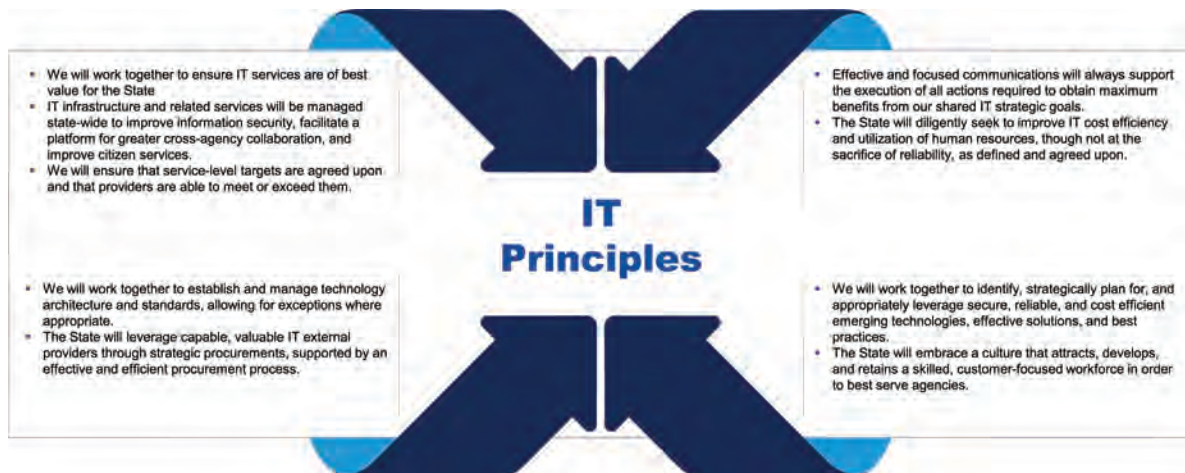 ▪ We will work together to ensure IT services are of best
value for the State
▪ IT infrastructure and related services will be managed
state-wide to improve information security, facilitate a
platform for greater cross-agency collaboration, and
improve citizen services.
▪ We will ensure that service-level targets are agreed upon
and that providers are able to meet or exceed them.
• Effective and focused communications will always support
the execution of all actions required to obtain maximum
benefits from our shared IT strategic goals.
• The State will diligently seek to improve IT cost efficiency
and utilization of human resources, though not at the
sacrifice of reliability, as defined and agreed upon.
IT
Principles
▪ We will work together to establish and manage technology
architecture and standards, allowing for exceptions where
appropriate.
▪ The State will leverage capable, valuable IT external
providers through strategic procurements, supported by an
effective and efficient procurement process.
• We will work together to identify, strategically plan for, and
appropriately leverage secure, reliable, and cost efficient
emerging technologies, effective solutions, and best
practices.
• The State will embrace a culture that attracts, develops,
and retains a skilled, customer-focused workforce in order
to best serve agencies.